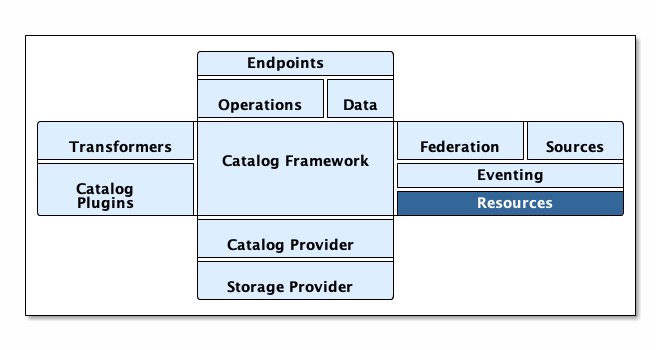 Endpoints
Operations
Data
Transformers
Catalog Framework
Federation
Sources
Eventing
Catalog
Plugins
Resources
Catalog Provider
Storage Provider